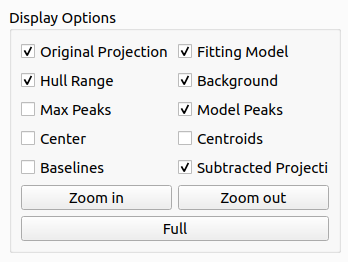 Display Options
Original Projection Fitting Model
Hull Range Background
Max Peaks Model Peaks
Center Centroids
Baselines Subtracted Projecti
Zoom in Zoom out
Full